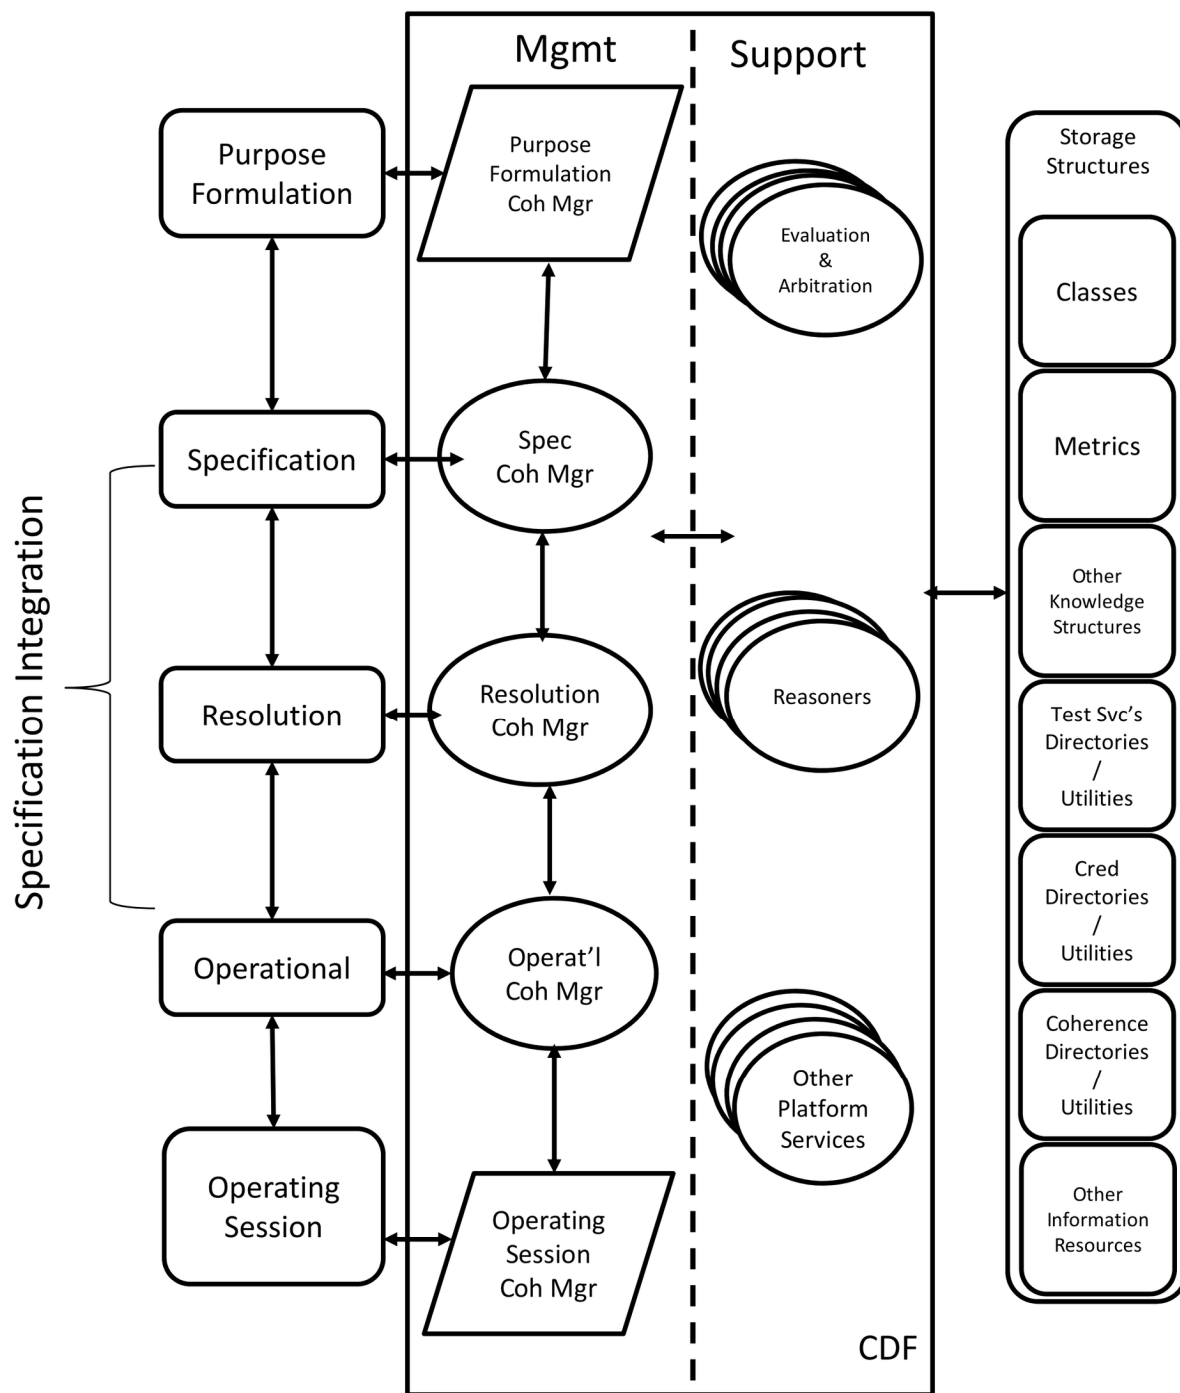 Mgmt
Support
Purpose
Formulation
Purpose
Formulation
Coh Mgr
Evaluation
&
Arbitration
Storage
Structures
Classes
Specification
Spec
Coh Mgr
Metrics
Specification Integration
Other
Knowledge
Structures
Resolution
Resolution
Coh Mgr
Reasoners
Test Svc's
Directories
/
Utilities
Operational
Operat'l
Coh Mgr
Cred
Directories
/
Utilities
Other
Platform
Services
Coherence
Directories
/
Utilities
Operating
Session
Operating
Session
Coh Mgr
Other
Information
Resources
CDF